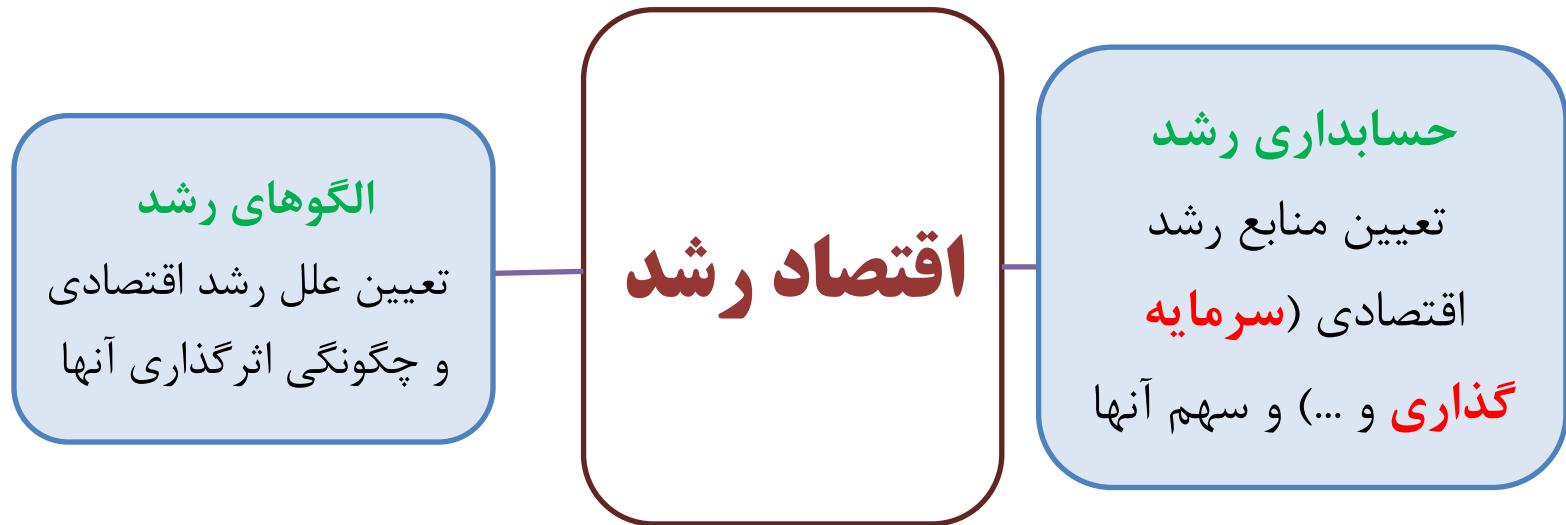 حسابداری رشد
تعیین منابع رشد
اقتصادی (سرمایه
گذاری و ...) و سهم آنها
اقتصاد رشد
الگوهای رشد
تعیین علل رشد اقتصادی
و چگونگی اثرگذاری آنها